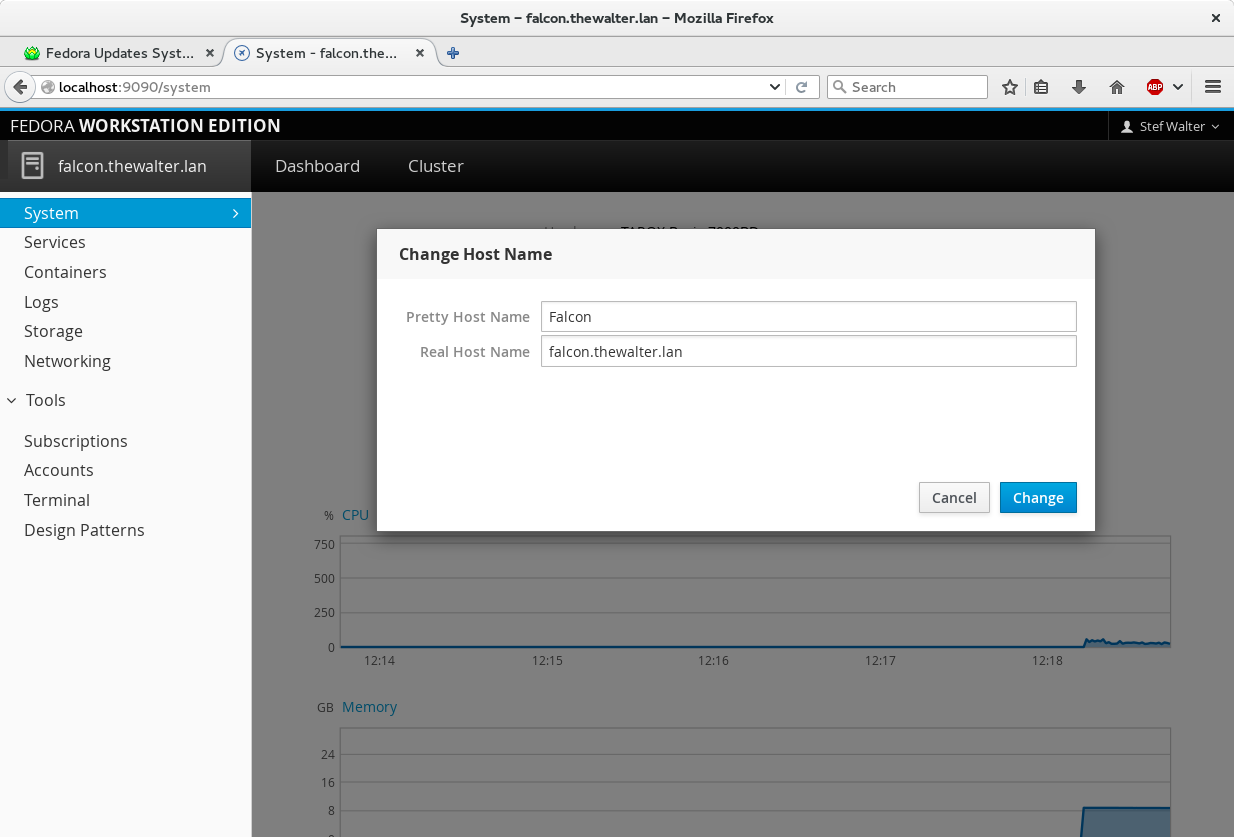 System – falcon.thewalter.lan – Mozilla Firefox
Fedora Updates Syst...
System - falcon.the...
localhost:9090/system
Search
ABP
FEDORA WORKSTATION EDITION
Stef Walter
falcon.thewalter.lan
Dashboard
Cluster
System
Services
Containers
Logs
Storage
Networking
Tools
Subscriptions
Accounts
Terminal
Design Patterns
Change Host Name
Pretty Host Name
Falcon
Real Host Name
falcon.thewalter.lan
Cancel
Change
% CPU
750
500
250
0
12:14 12:15 12:16 12:17 12:18
GB Memory
24
16
8